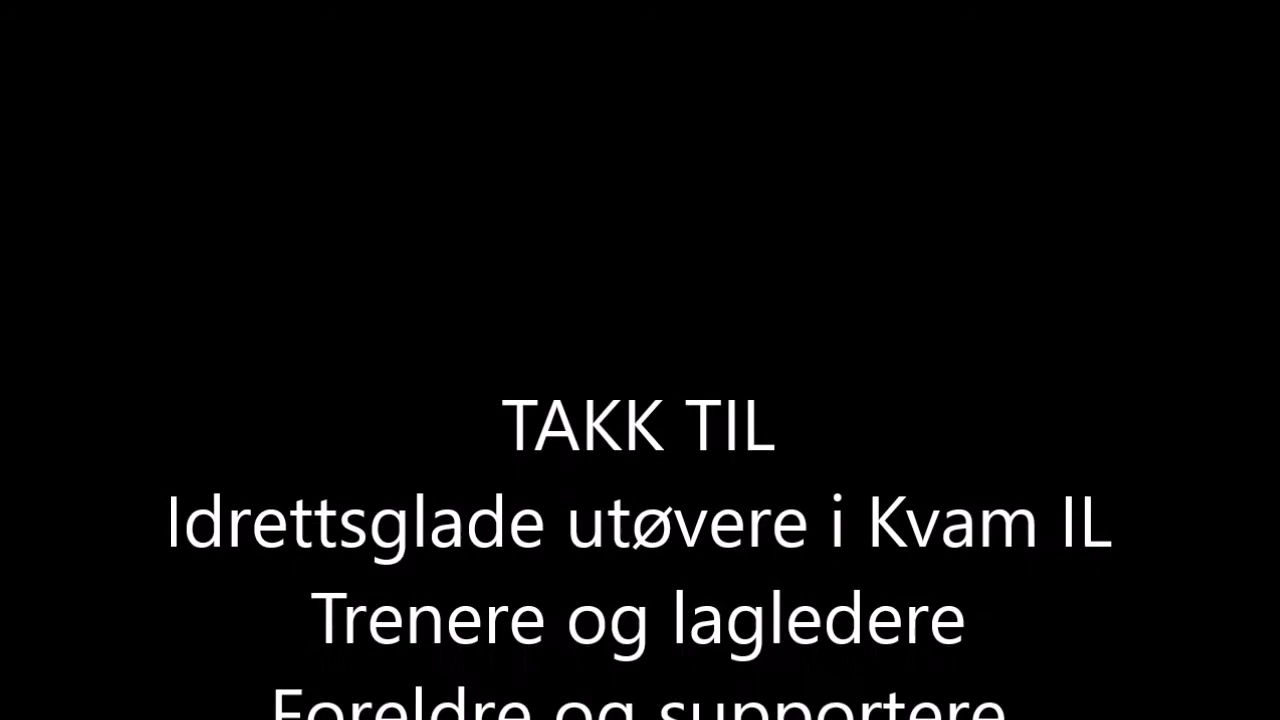 TAKK TIL
Idrettsglade utøvere i Kvam IL
Trenere og lagledere
Foreldre og supportere